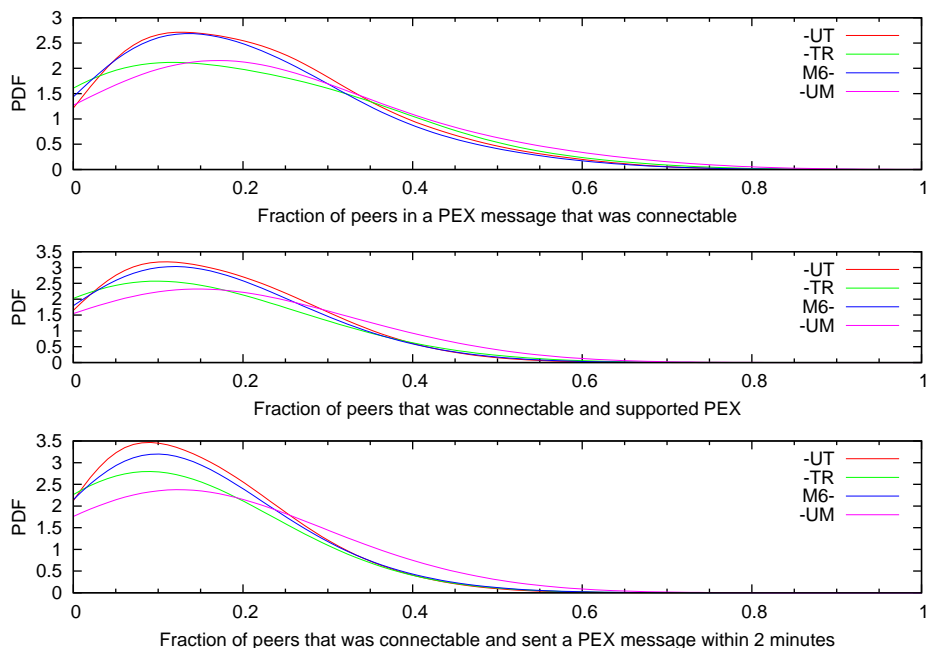 3
2.5
2
1.5
1
0.5
0
PDF
-UT
-TR
M6-
-UM
0 0.2 0.4 0.6 0.8 1
Fraction of peers in a PEX message that was connectable
3.5
3
2.5
2
1.5
1
0.5
0
PDF
-UT
-TR
M6-
-UM
0 0.2 0.4 0.6 0.8 1
Fraction of peers that was connectable and supported PEX
3.5
3
2.5
2
1.5
1
0.5
0
PDF
-UT
-TR
M6-
-UM
0 0.2 0.4 0.6 0.8 1
Fraction of peers that was connectable and sent a PEX message within 2 minutes